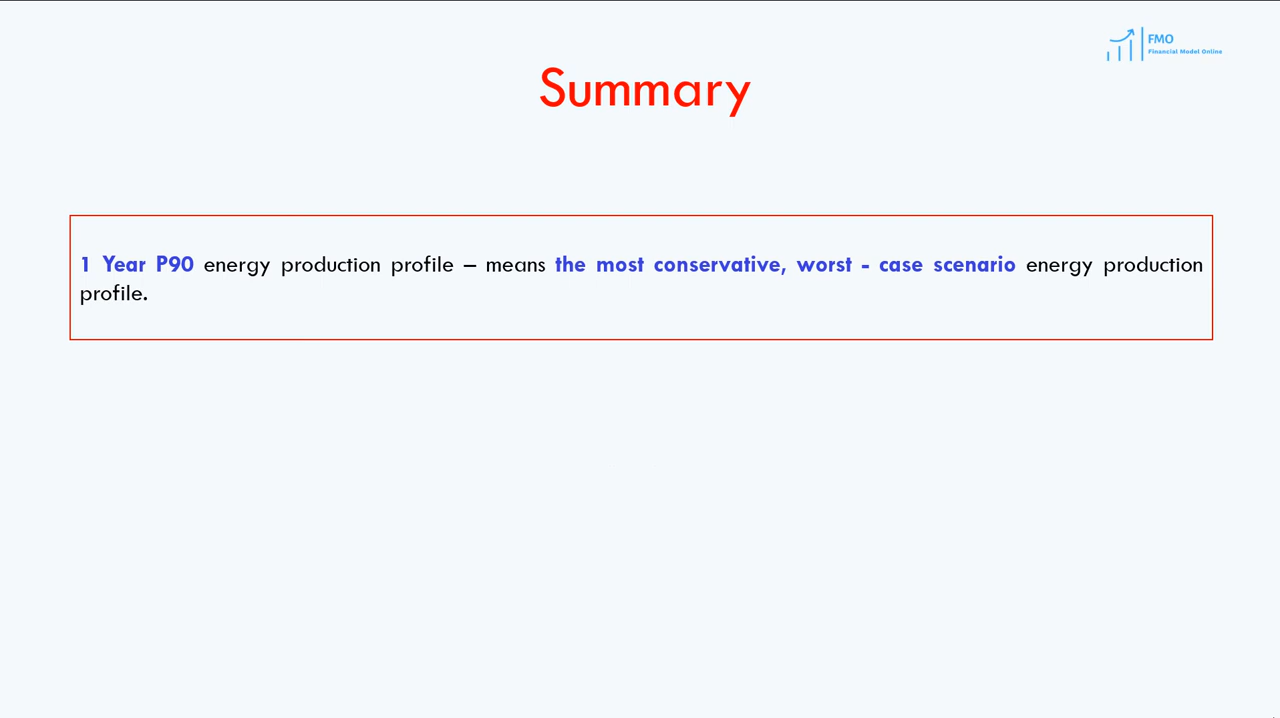 FMO
Financial Model Online
Summary
1 Year P90 energy production profile – means the most conservative, worst - case scenario energy production
profile.